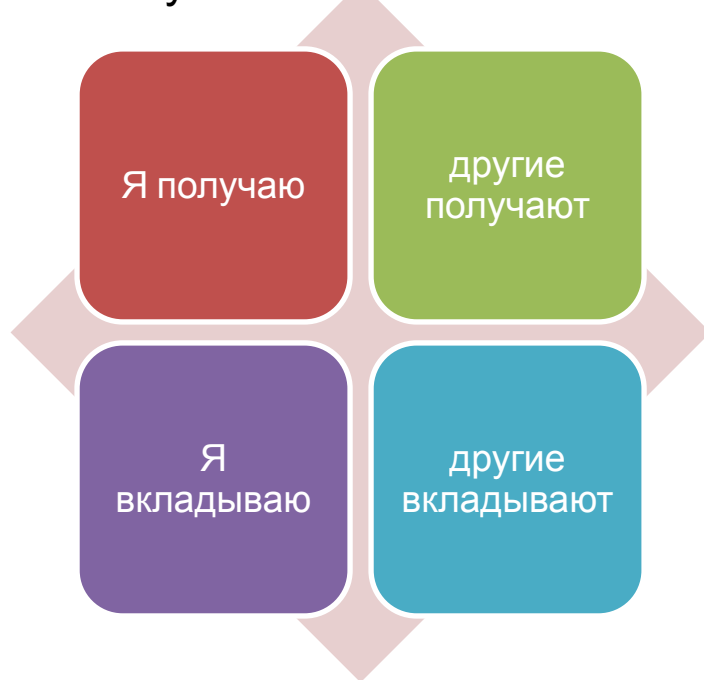 Я получаю
другие
получают
Я
вкладываю
другие
вкладывают